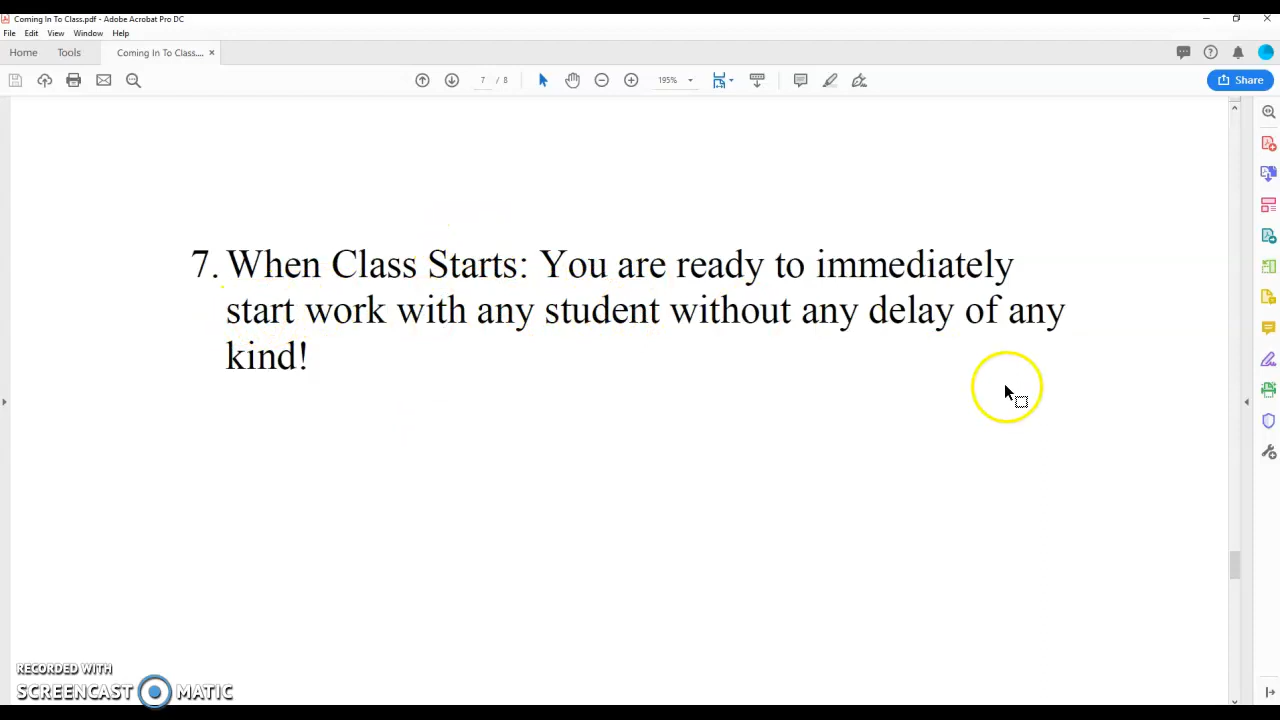 Coming In To Class.pdf - Adobe Acrobat Pro DC
File Edit View Window Help
Home Tools Coming In To Class.... ×
7 / 8 195% Share
7. When Class Starts: You are ready to immediately
start work with any student without any delay of any
kind!
RECORDED WITH
SCREENCAST MATIC